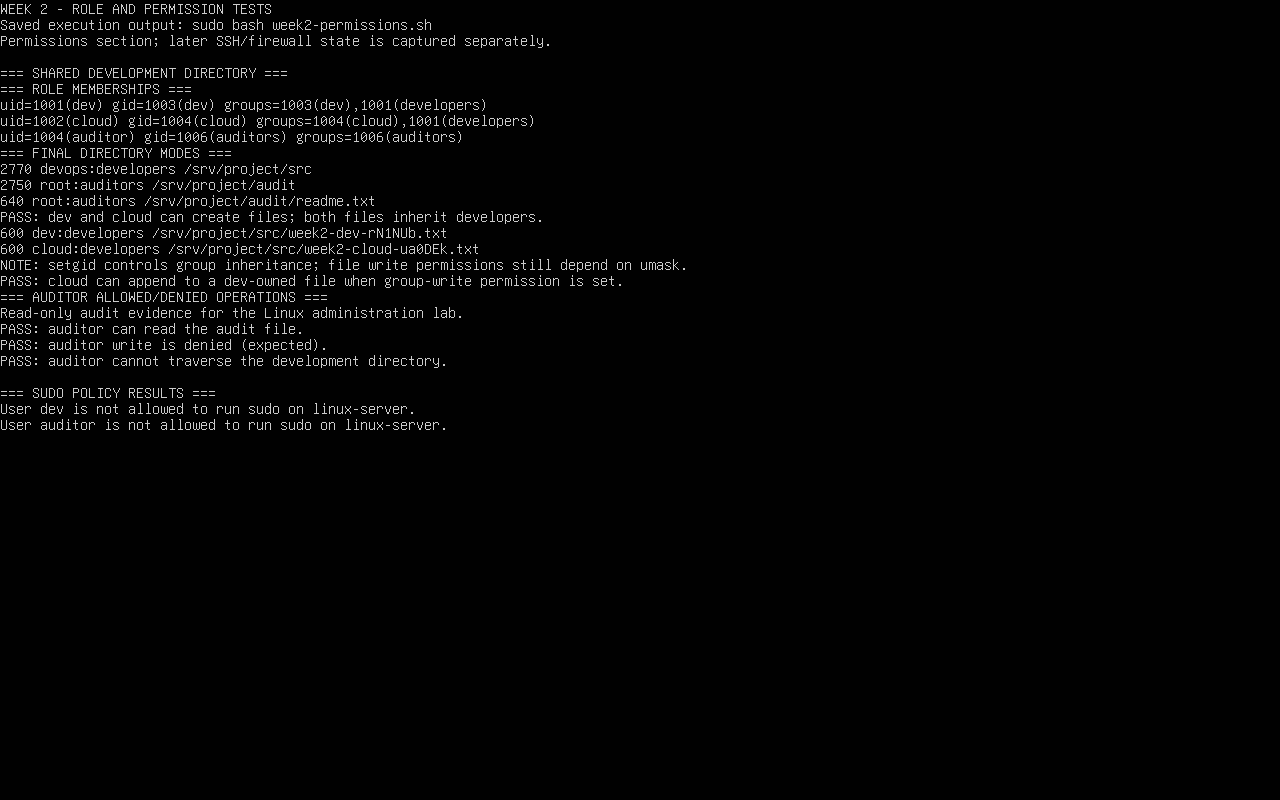 WEEK 2 - ROLE AND PERMISSION TESTS
Saved execution output: sudo bash week2-permissions.sh
Permissions section; later SSH/firewall state is captured separately.
=== SHARED DEVELOPMENT DIRECTORY ===
=== ROLE MEMBERSHIPS ===
uid=1001(dev) gid=1003(dev) groups=1003(dev),1001(developers)
uid=1002(cloud) gid=1004(cloud) groups=1004(cloud),1001(developers)
uid=1004(auditor) gid=1006(auditors) groups=1006(auditors)
=== FINAL DIRECTORY MODES ===
2770 devops:developers /srv/project/src
2750 root:auditors /srv/project/audit
640 root:auditors /srv/project/audit/readme.txt
PASS: dev and cloud can create files; both files inherit developers.
600 dev:developers /srv/project/src/week2-dev-rN1NUb.txt
600 cloud:developers /srv/project/src/week2-cloud-ua0DEk.txt
NOTE: setgid controls group inheritance; file write permissions still depend on umask.
PASS: cloud can append to a dev-owned file when group-write permission is set.
=== AUDITOR ALLOWED/DENIED OPERATIONS ===
Read-only audit evidence for the Linux administration lab.
PASS: auditor can read the audit file.
PASS: auditor write is denied (expected).
PASS: auditor cannot traverse the development directory.
=== SUDO POLICY RESULTS ===
User dev is not allowed to run sudo on linux-server.
User auditor is not allowed to run sudo on linux-server.